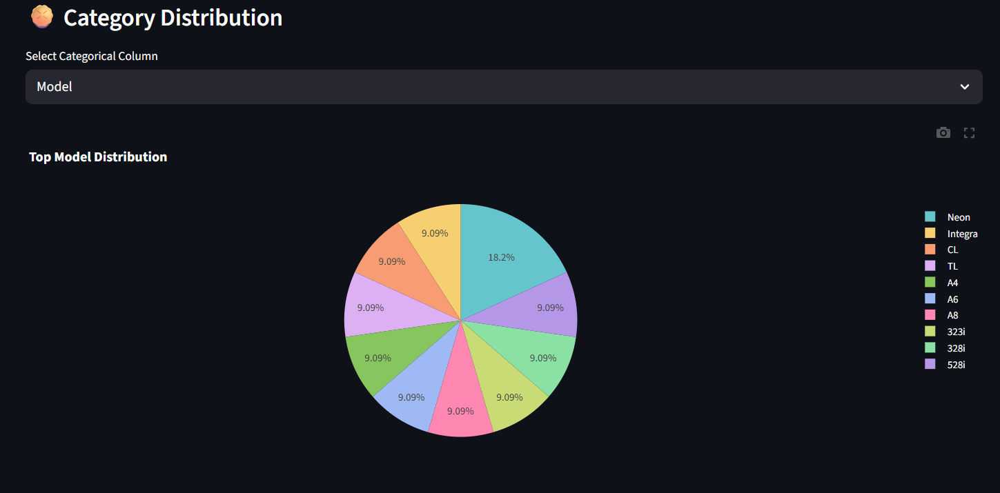 Category Distribution
Select Categorical Column
Model
Top Model Distribution
9.09%
18.2%
9.09%
9.09%
9.09%
9.09%
9.09%
9.09%
9.09%
9.09%
Neon
Integra
CL
TL
A4
A6
A8
323i
328i
528i